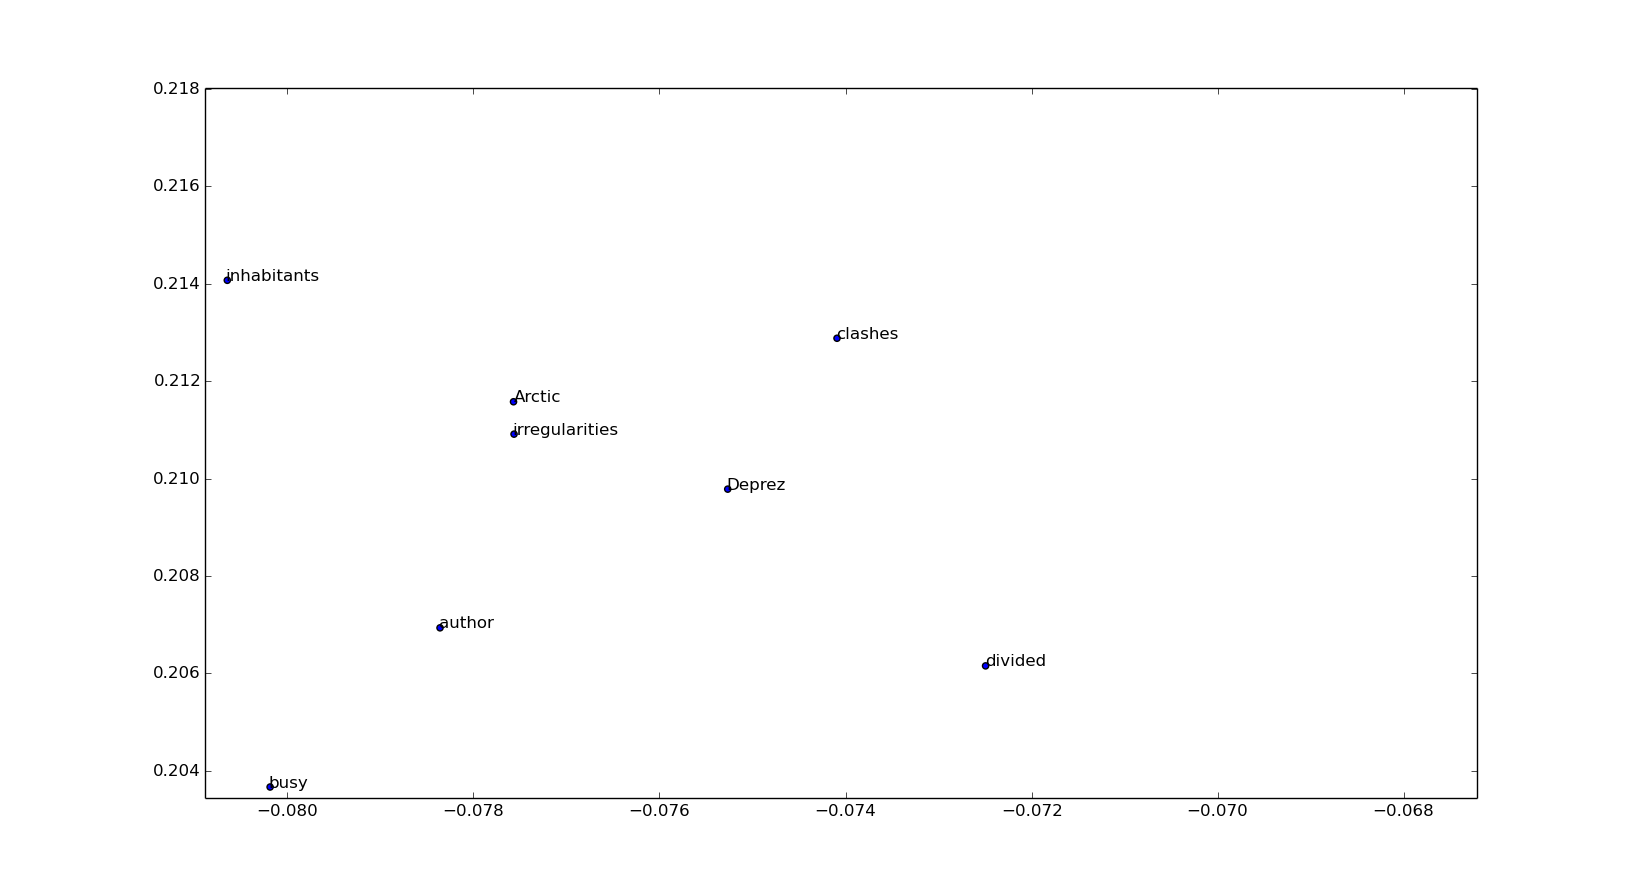 0.218
0.216
inhabitants
0.214
clashes
0.212
Arctic
irregularities
Deprez
0.210
0.208
author
divided
0.206
busy
0.204
−0.080 −0.078 −0.076 −0.074 −0.072 −0.070 −0.068